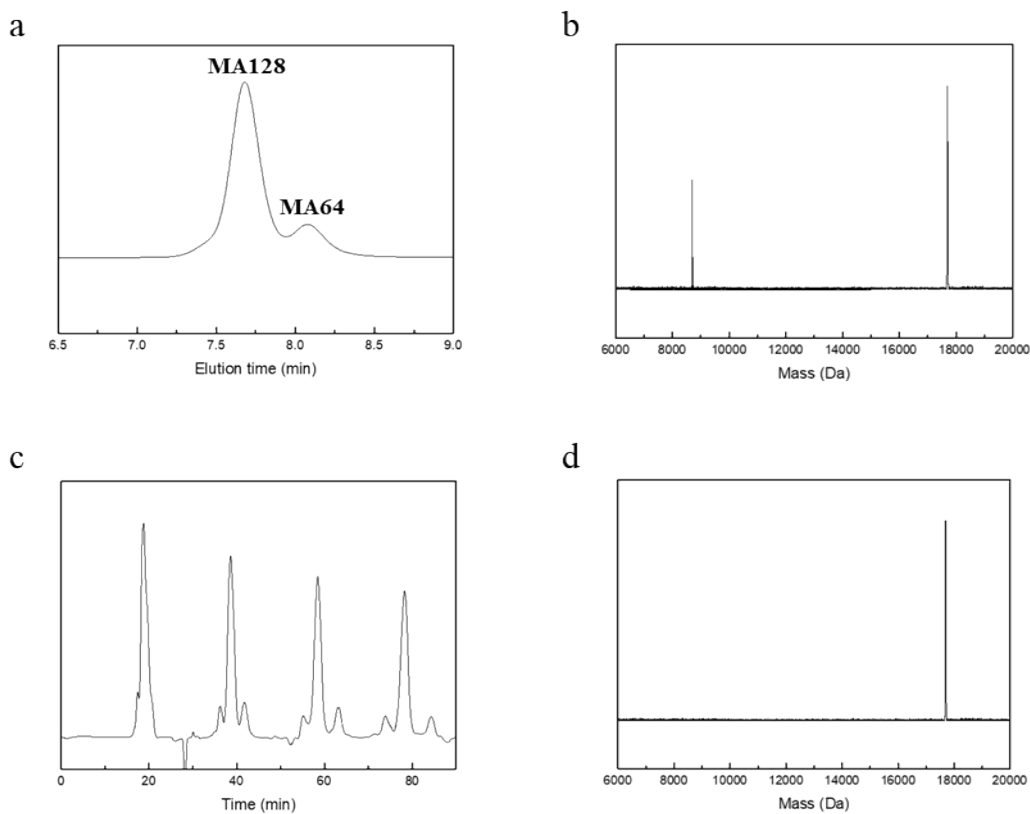 a
MA128
MA64
6.5 7.0 7.5 8.0 8.5 9.0
Elution time (min)
b
6000 8000 10000 12000 14000 16000 18000 20000
Mass (Da)
c
0 20 40 60 80
Time (min)
d
6000 8000 10000 12000 14000 16000 18000 20000
Mass (Da)